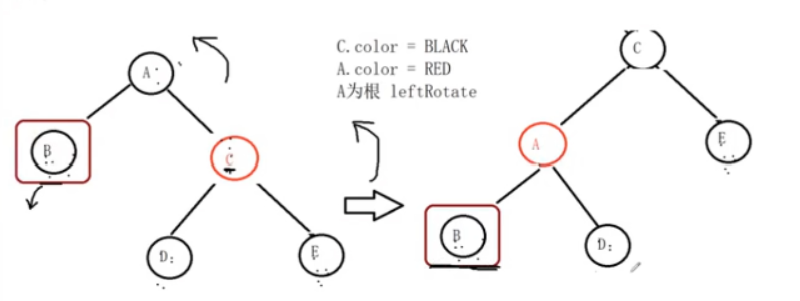 C.color = BLACK
A.color = RED
A为根 leftRotate
A
B
C
D
E
C
A
E
B
D